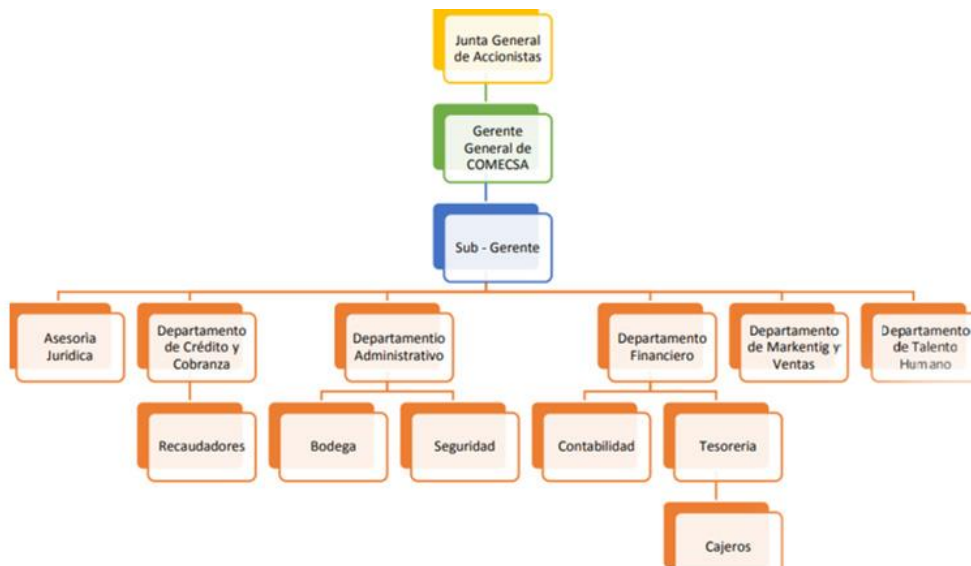 Junta General
de Accionistas
Gerente
General de
COMECSA
Sub - Gerente
Asesorìa
Juridica
Departamento
de Crédito y
Cobranza
Departamentio
Administrativo
Departamento
Financiero
Departamento
de Markentig y
Ventas
Departamento
de Talento
Humano
Recaudadores
Bodega
Seguridad
Contabilidad
Tesoreria
Cajeros